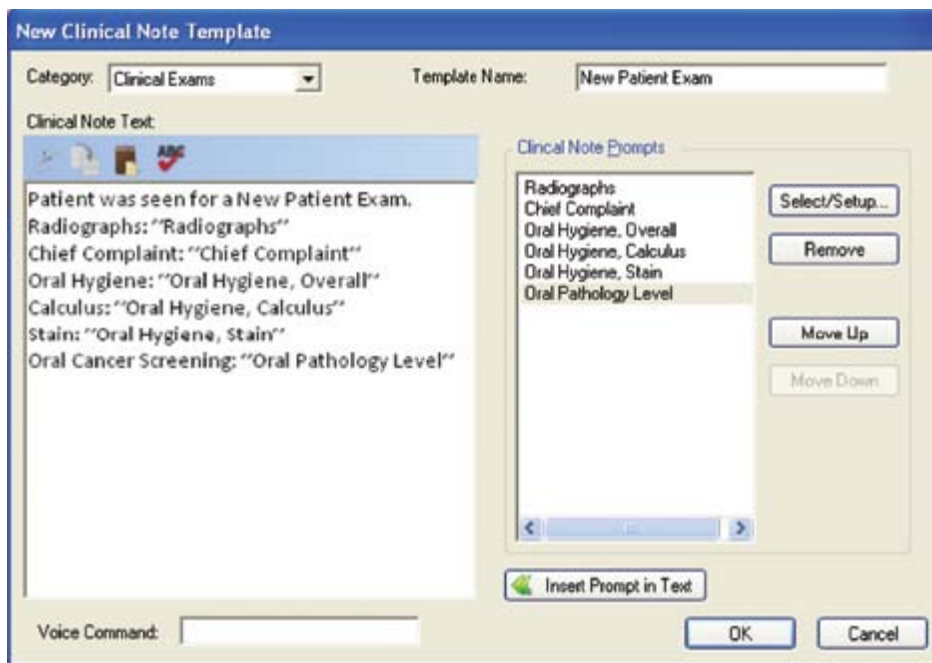 New Clinical Note Template
Category: Clinical Exams Template Name: New Patient Exam
Clinical Note Text:
ABC
Patient was seen for a New Patient Exam.
Radiographs: “Radiographs”
Chief Complaint: “Chief Complaint”
Oral Hygiene: “Oral Hygiene, Overall”
Calculus: “Oral Hygiene, Calculus”
Stain: “Oral Hygiene, Stain”
Oral Cancer Screening: “Oral Pathology Level”
Clincal Note Prompts
Radiographs
Chief Complaint
Oral Hygiene, Overall
Oral Hygiene, Calculus
Oral Hygiene, Stain
Oral Pathology Level
Select/Setup...
Remove
Move Up
Move Down
Insert Prompt in Text
Voice Command:
OK Cancel